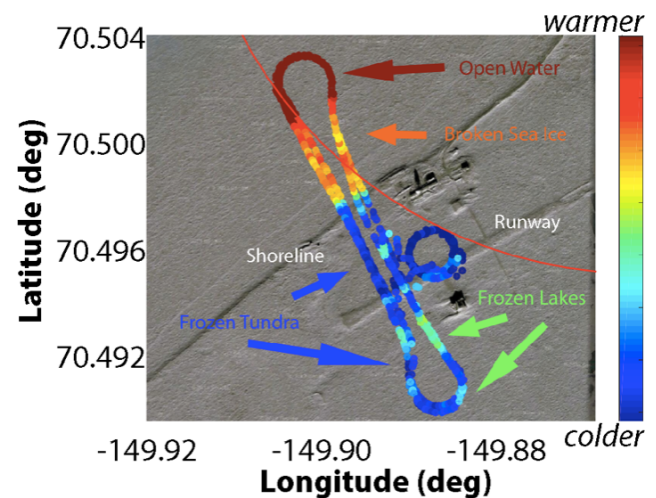 warmer
70.504
Open Water
70.500
Broken Sea Ice
Latitude (deg)
Runway
70.496
Shoreline
Frozen Lakes
Frozen Tundra
70.492
colder
-149.92
-149.90
-149.88
Longitude (deg)